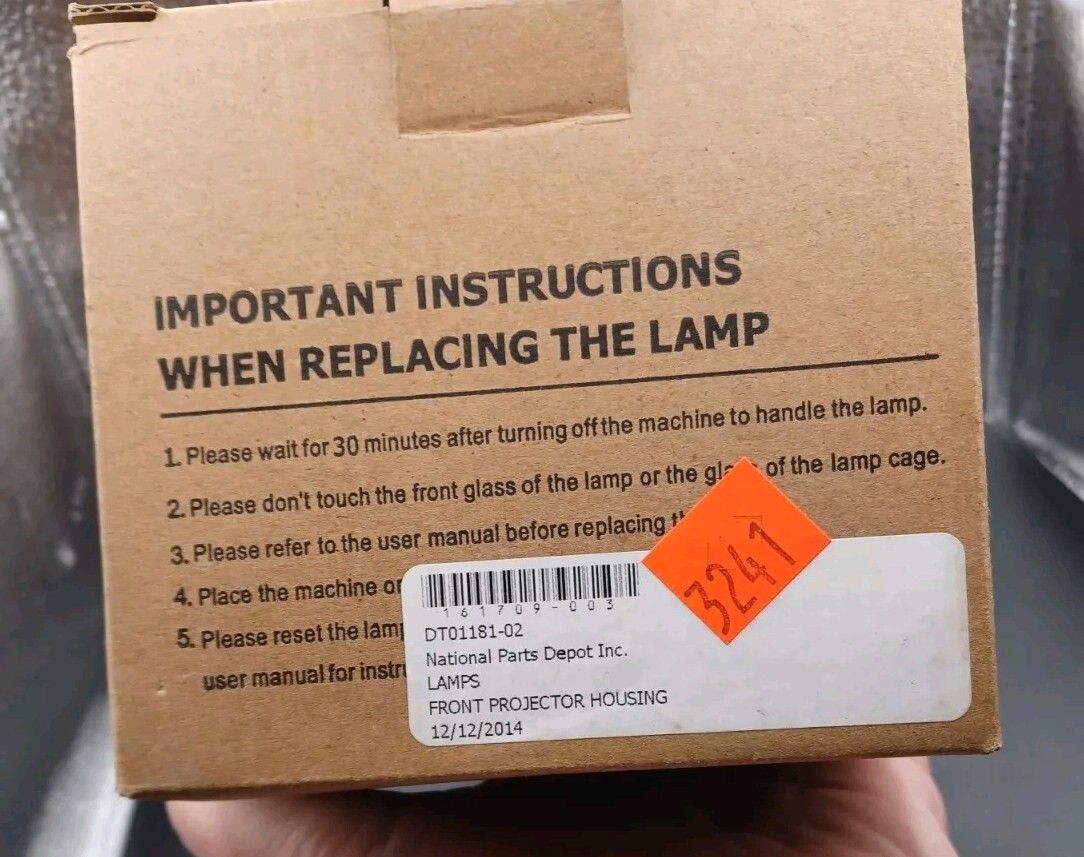 IMPORTANT INSTRUCTIONS
WHEN REPLACING THE LAMP
1. Please wait for 30 minutes after turning off the machine to handle the lamp.
2. Please don't touch the front glass of the lamp or the of the lamp cage.
3. Please refer to the user manual before replacing
4. Place the machine
5. Please reset the
user manual for
161709-003
DT01181-02
National Parts Depot Inc.
LAMPS
FRONT PROJECTOR HOUSING
12/12/2014
3241